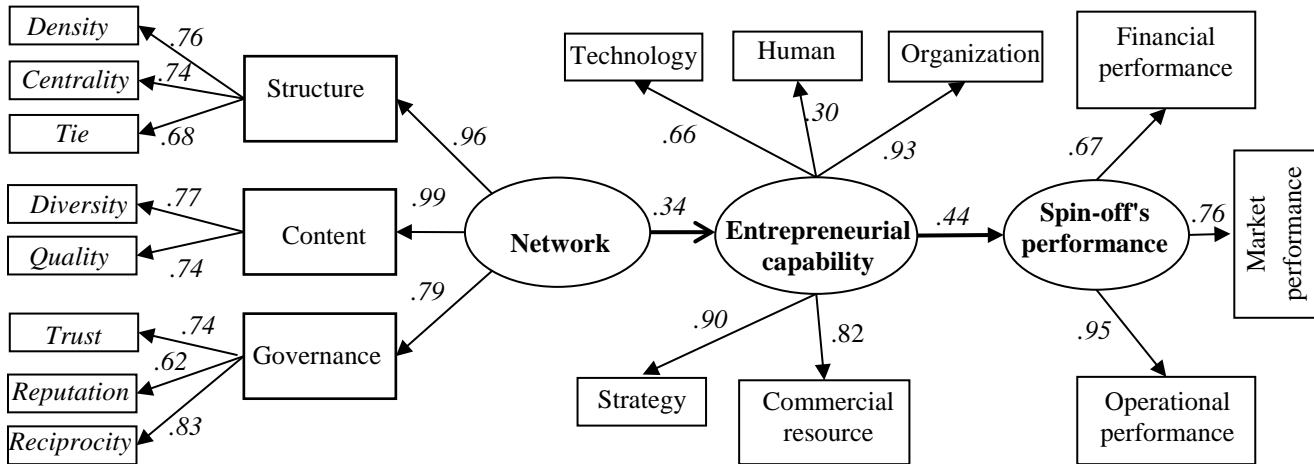 Density
.76
Centrality
.74
Tie
.68
Structure
.96
Diversity
.77
Quality
.74
Content
.99
Trust
.74
Reputation
.62
Reciprocity
.83
Governance
.79
Network
.34
Technology
.66
Human
.30
Organization
.93
Entrepreneurial
capability
.90
Strategy
.82
Commercial
resource
.44
Spin-off's
performance
Financial
performance
.67
.76
Market
performance
.95
Operational
performance